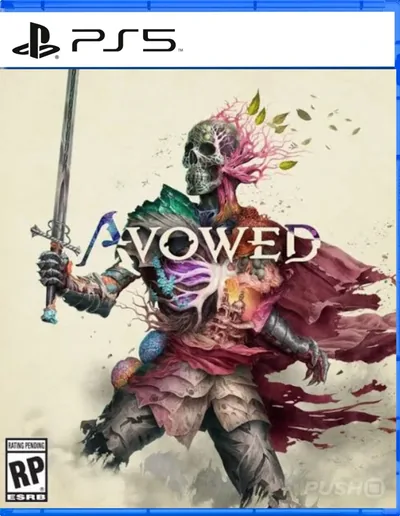 PS5
AVOWED
RATING PENDING
RP
ESRB
PUSH